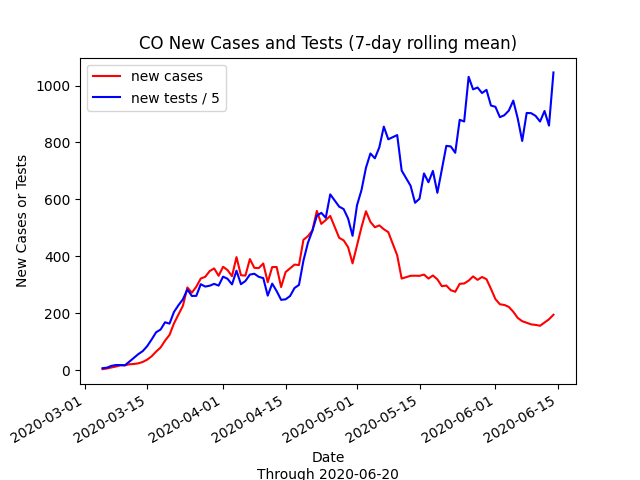 CO New Cases and Tests (7-day rolling mean)
new cases
new tests / 5
New Cases or Tests
1000
800
600
400
200
0
2020-03-01
2020-03-15
2020-04-01
2020-04-15
2020-05-01
2020-05-15
2020-06-01
2020-06-15
Date
Through 2020-06-20